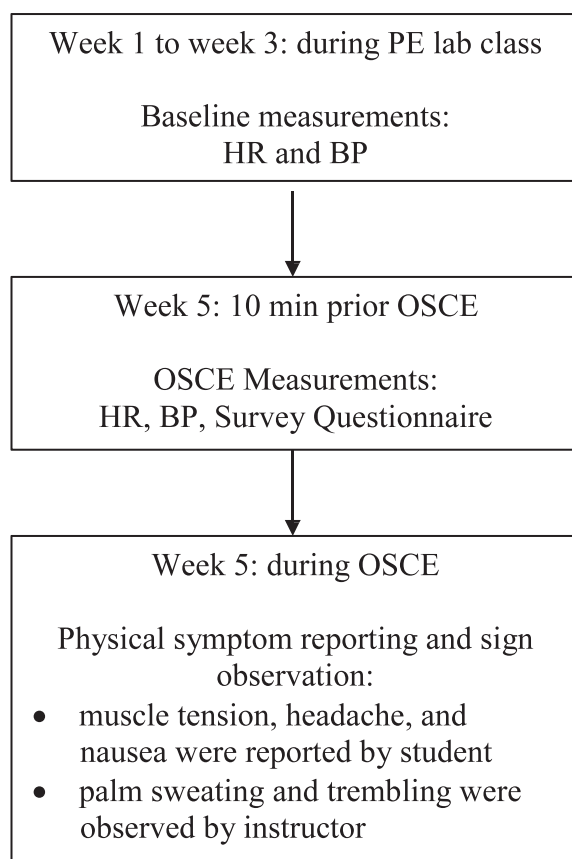 Week 1 to week 3: during PE lab class
Baseline measurements:
HR and BP
Week 5: 10 min prior OSCE
OSCE Measurements:
HR, BP, Survey Questionnaire
Week 5: during OSCE
Physical symptom reporting and sign
observation:
• muscle tension, headache, and
nausea were reported by student
• palm sweating and trembling were
observed by instructor